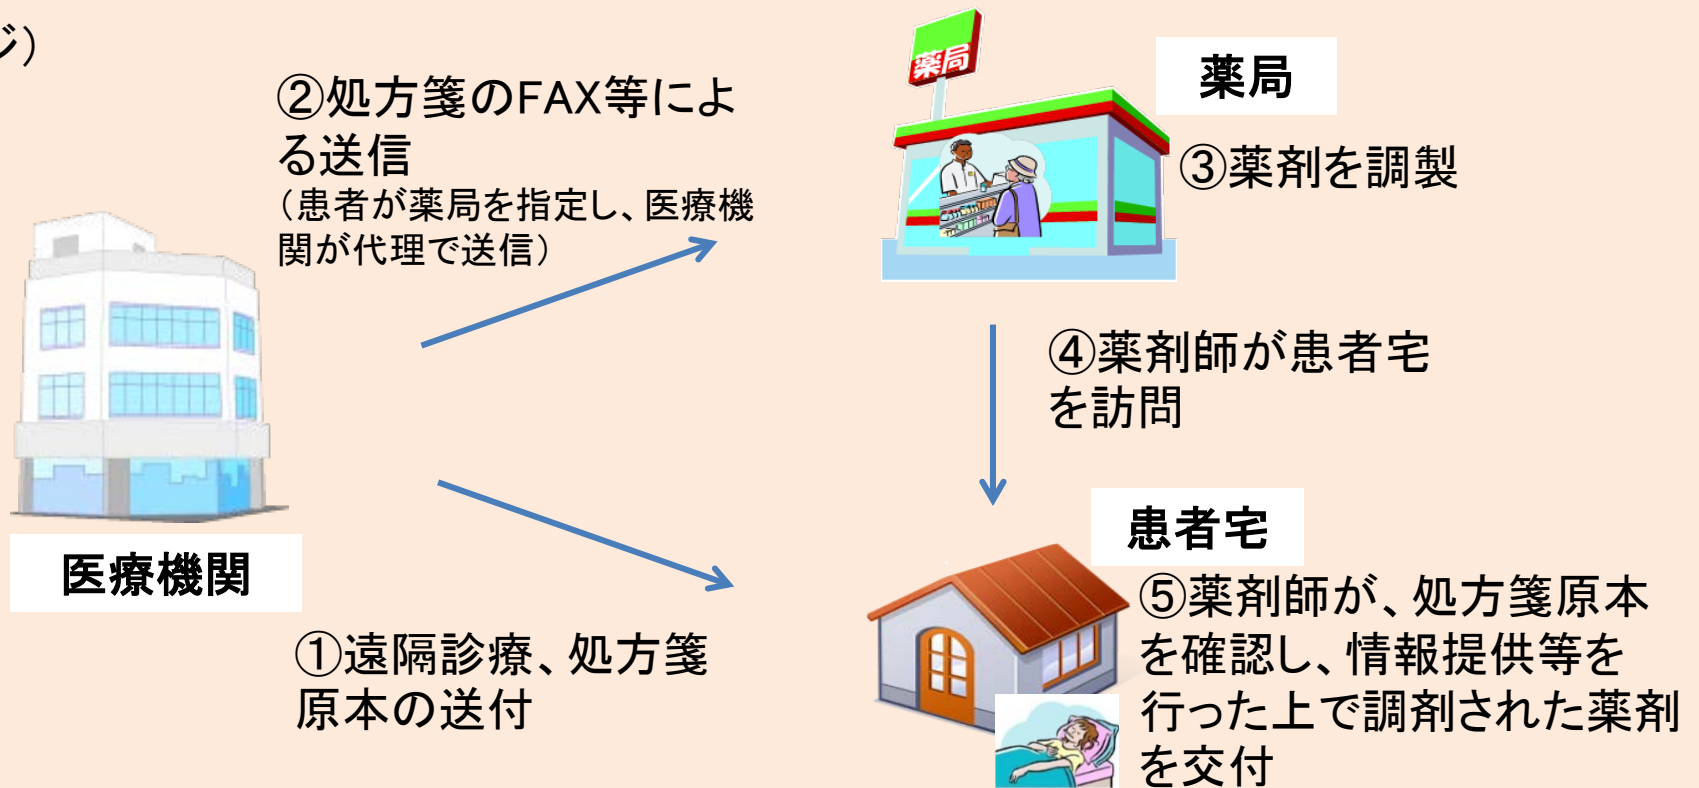 ジ）
②処方箋のFAX等によ
る送信
（患者が薬局を指定し、医療機
関が代理で送信）
薬局
薬局
③薬剤を調製
④薬剤師が患者宅
を訪問
医療機関
①遠隔診療、処方箋
原本の送付
患者宅
⑤薬剤師が、処方箋原本
を確認し、情報提供等を
行った上で調剤された薬剤
を交付